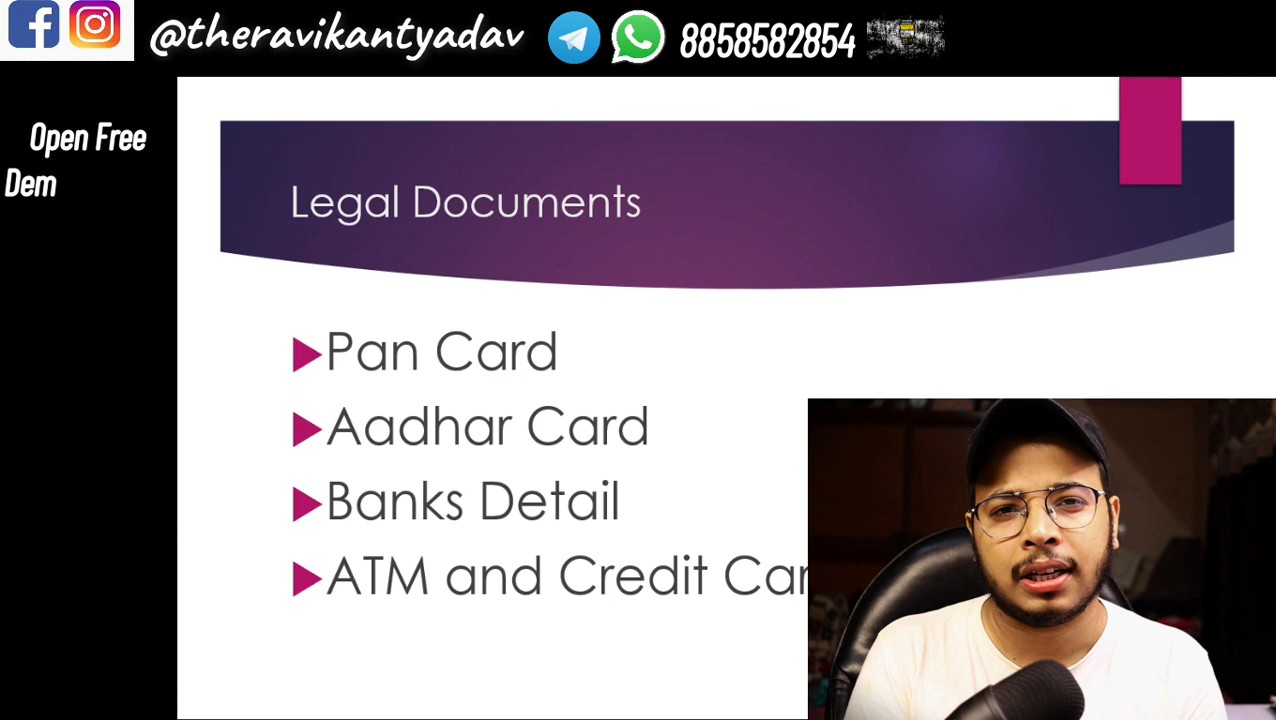 @theravikantyadav 8858582854
Open Free
Dem
Legal Documents
Pan Card
Aadhar Card
Banks Detail
ATM and Credit Car